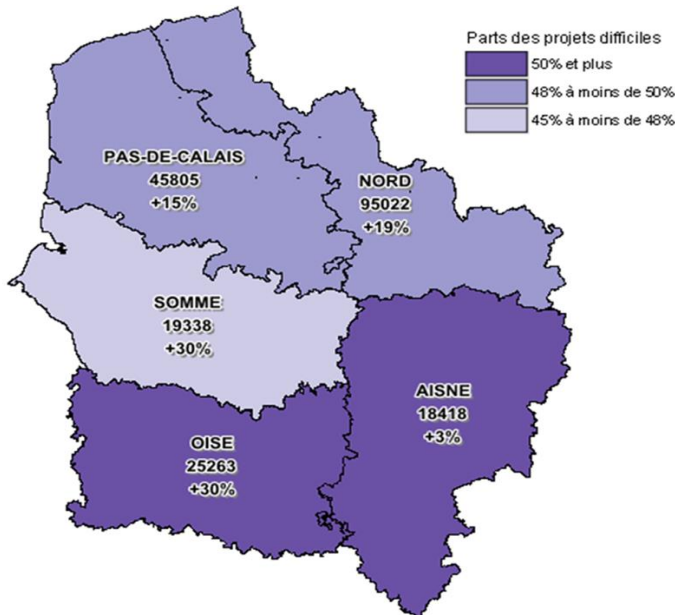 Parts des projets difficiles
50% et plus
48% à moins de 50%
45% à moins de 48%
PAS-DE-CALAIS
45805
+15%
NORD
95022
+19%
SOMME
19338
+30%
AISNE
18418
+3%
OISE
25263
+30%